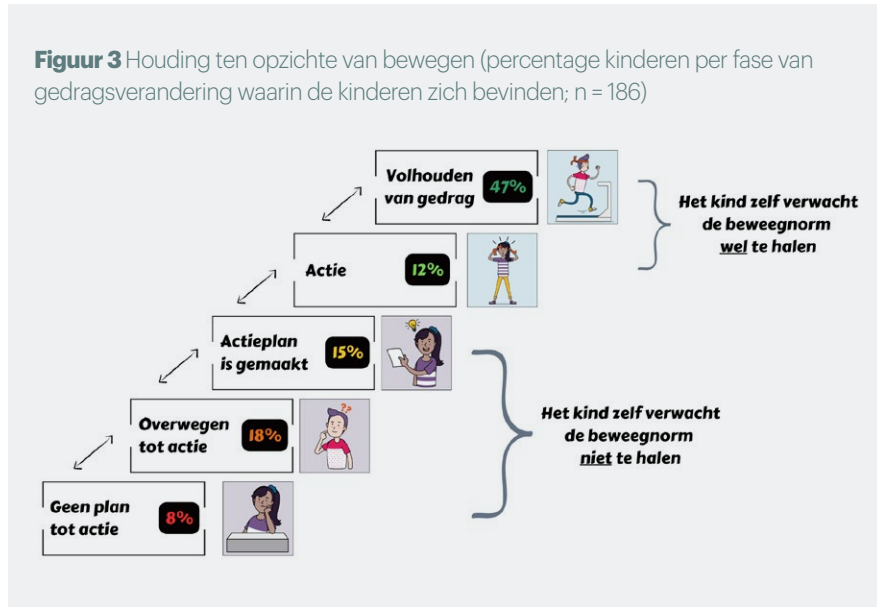 Figuur 3 Houding ten opzichte van bewegen (percentage kinderen per fase van
gedragsverandering waarin de kinderen zich bevinden; n = 186)
Volhouden
van gedrag
47%
Het kind zelf verwacht
de beweegnorm
wel te halen
Actie
12%
Actieplan
is gemaakt
15%
Overwegen
tot actie
18%
??
Het kind zelf verwacht
de beweegnorm
niet te halen
Geen plan
tot actie
8%